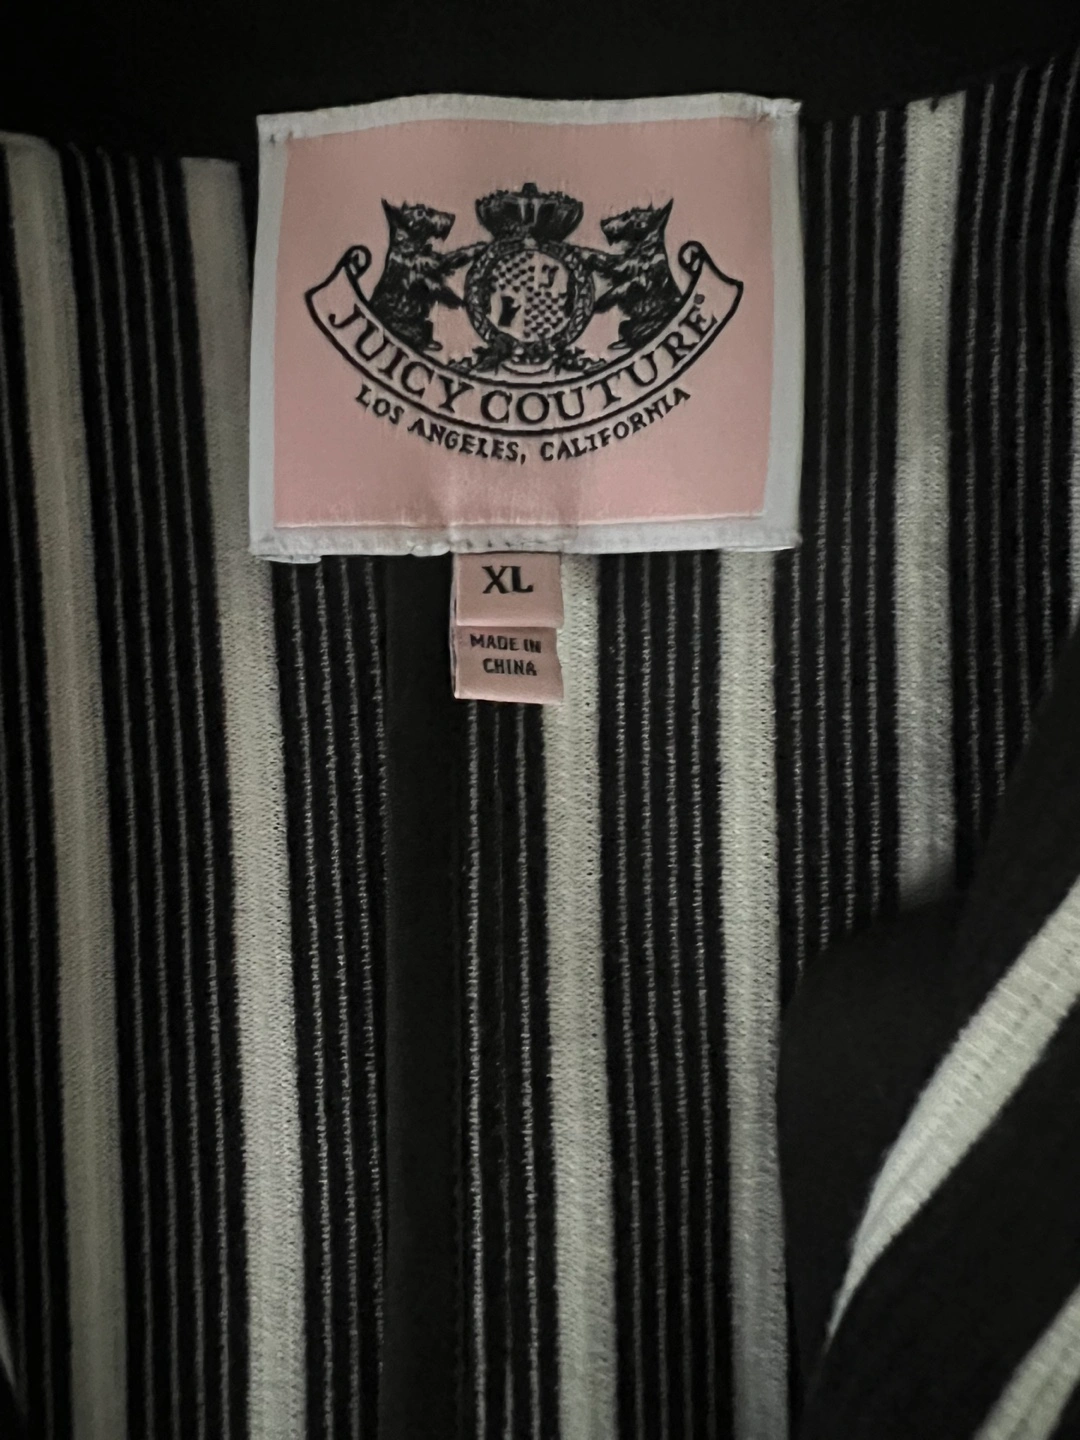 JUICY COUTURE®
LOS ANGELES, CALIFORNIA
XL
MADE IN
CHINA